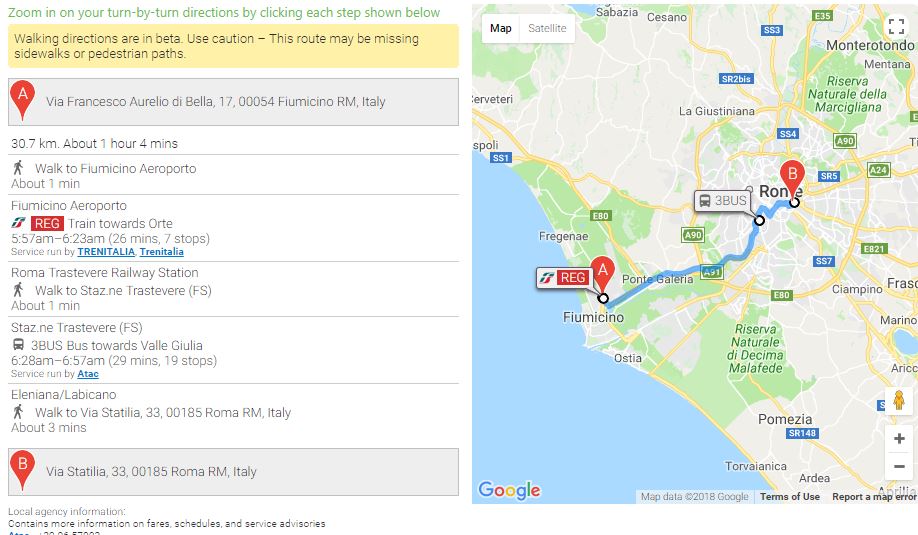 Zoom in on your turn-by-turn directions by clicking each step shown below
Walking directions are in beta. Use caution – This route may be missing
sidewalks or pedestrian paths.
A
Via Francesco Aurelio di Bella, 17, 00054 Fiumicino RM, Italy
30.7 km. About 1 hour 4 mins
Walk to Fiumicino Aeroporto
About 1 min
Fiumicino Aeroporto
REG Train towards Orte
5:57am–6:23am (26 mins, 7 stops)
Service run by TRENITALIA, Trenitalia
Roma Trastevere Railway Station
Walk to Staz.ne Trastevere (FS)
About 1 min
Staz.ne Trastevere (FS)
3BUS Bus towards Valle Giulia
6:28am–6:57am (29 mins, 19 stops)
Service run by Atac
Eleniana/Labicano
Walk to Via Statilia, 33, 00185 Roma RM, Italy
About 3 mins
B
Via Statilia, 33, 00185 Roma RM, Italy
Local agency information:
Contains more information on fares, schedules, and service advisories
Map
Satellite
Sabazia
Cesano
SS3
E35
Monterotondo
Mentana
SR2bis
Riserva
Naturale della
Marcigliana
Cerveteri
La Giustiniana
SS4
A90
spoli
SS1
A24
B
SR5
Rome
3BUS
E80
A90
Fregenae
E821
SS7
A91
Ponte Galeria
A
REG
Ciampino
Frasc
E80
Fiumicino
Marino
Riserva
Naturale
di Decima
Malafede
Ostia
Aricc
Pomezia
SR148
Torvaianica
Ardea
Aprilia
Google
Map data ©2018 Google
Terms of Use
Report a map error